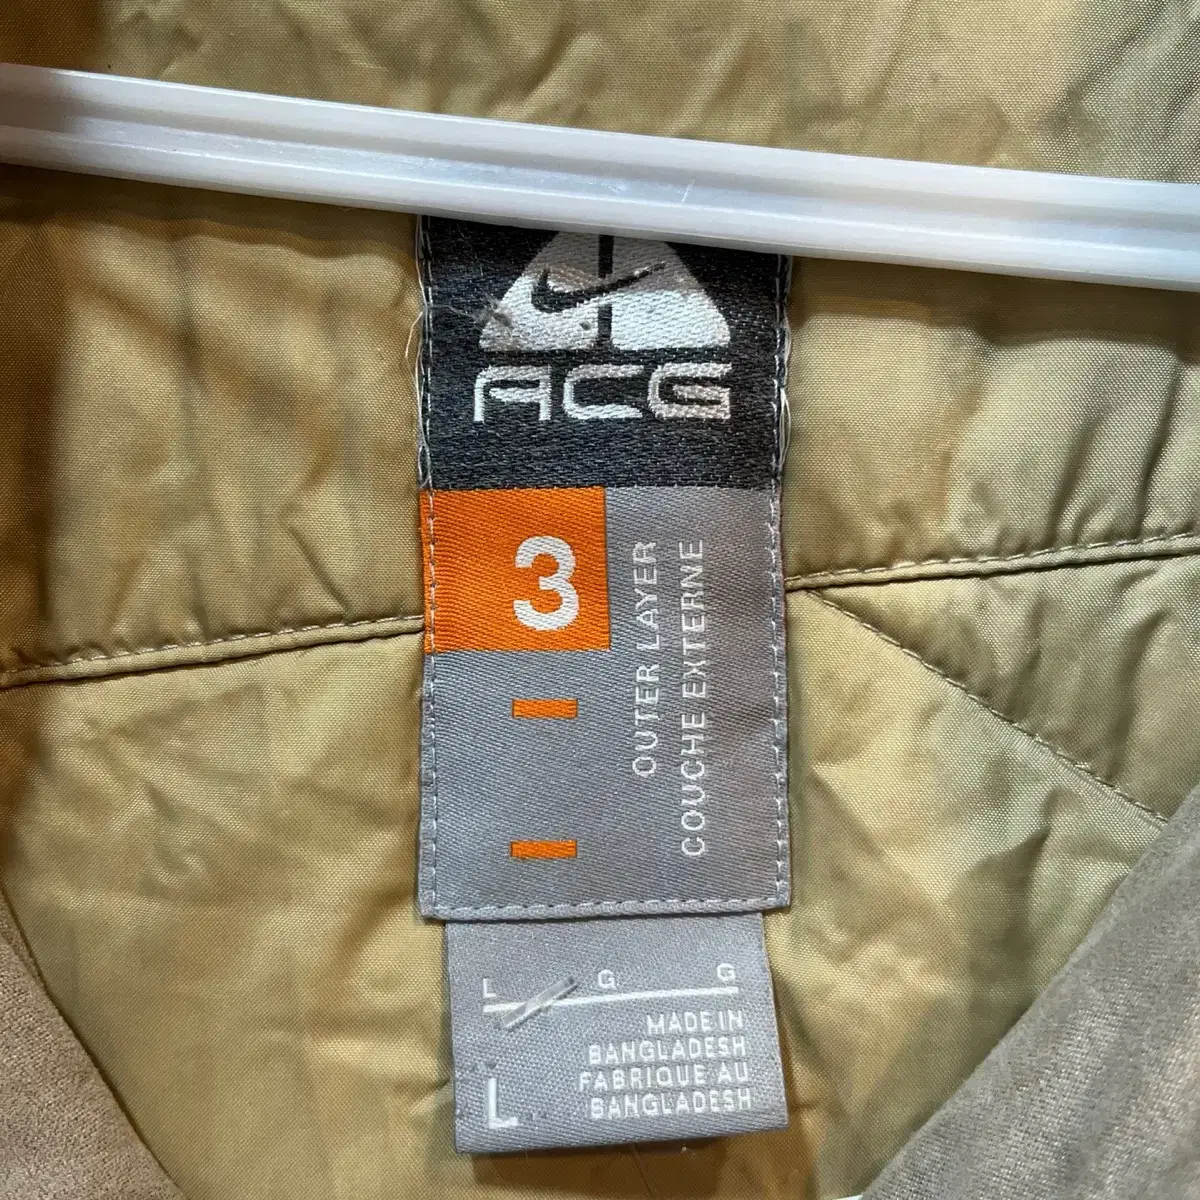 ACG
3
OUTER LAYER
COUCHE EXTERNE
L G G
MADE IN
BANGLADESH
FABRIQUE AU
BANGLADESH
L